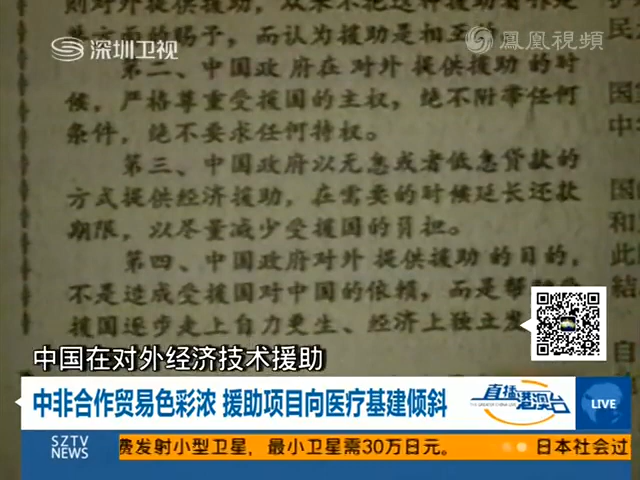 则对外提供援助，从来不把这种援助看作是
方面的赐予，而认为援助是相互的
深圳卫视
鳳凰視頻
第二、中国政府在对外提供援助的时
候，严格尊重受援国的主权，绝不附带任何
条件，绝不要求任何特权。
第三、中国政府以无息或者低息贷款的
方式提供经济援助，在需要的时候延长还款
期限，以尽量减少受援国的负担。
第四、中国政府对外提供援助的目的，
不是造成受援国对中国的依赖，而是帮助受
援国逐步走上自力更生、经济上独立发
中国在对外经济技术援助
中非合作贸易色彩浓 援助项目向医疗基建倾斜
直播港澳台
LIVE
SZTV
NEWS
费发射小型卫星，最小卫星需30万日元。
日本社会过